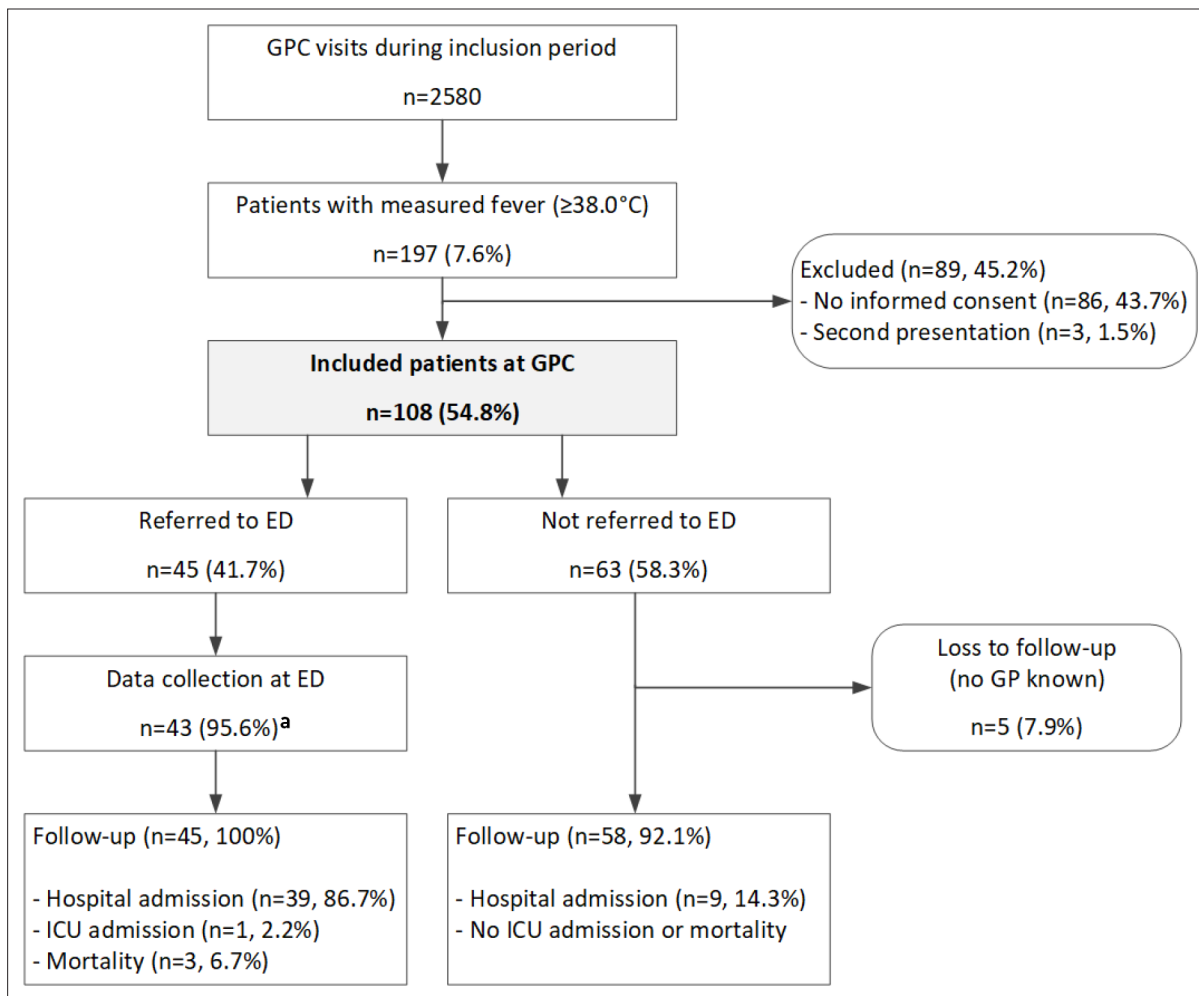 GPC visits during inclusion period
n=2580
Patients with measured fever (≥38.0°C)
n=197 (7.6%)
Excluded (n=89, 45.2%)
- No informed consent (n=86, 43.7%)
- Second presentation (n=3, 1.5%)
Included patients at GPC
n=108 (54.8%)
Referred to ED
n=45 (41.7%)
Not referred to ED
n=63 (58.3%)
Data collection at ED
n=43 (95.6%)a
Loss to follow-up
(no GP known)
n=5 (7.9%)
Follow-up (n=45, 100%)
- Hospital admission (n=39, 86.7%)
- ICU admission (n=1, 2.2%)
- Mortality (n=3, 6.7%)
Follow-up (n=58, 92.1%)
- Hospital admission (n=9, 14.3%)
- No ICU admission or mortality